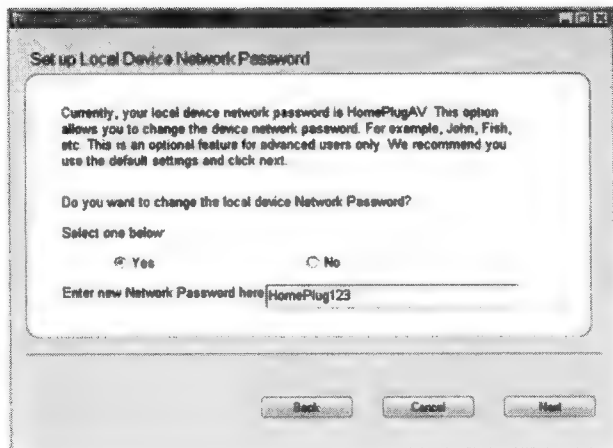 Set up Local Device Network Password
Currently, your local device network password is HomePlugAV. This option
allows you to change the device network password. For example, John, Fish,
etc. This is an optional feature for advanced users only. We recommend you
use the default settings and click next.
Do you want to change the local device Network Password?
Select one below
Yes No
Enter new Network Password here HomePlug123
Back Cancel Next